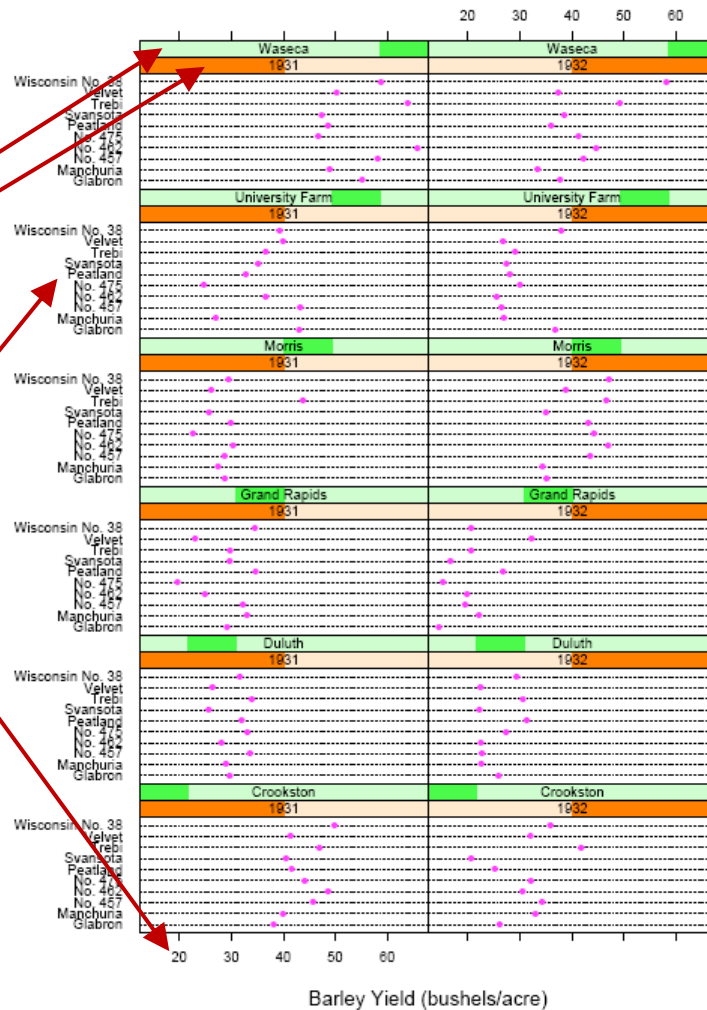 20 30 40 50 60
Waseca Waseca
1931 1932
Wisconsin No. 38
Velvet
Trebi
Svansota
Peatland
No. 475
No. 462
No. 457
Manchuria
Glabron
University Farm University Farm
1931 1932
Wisconsin No. 38
Velvet
Trebi
Svansota
Peatland
No. 475
No. 462
No. 457
Manchuria
Glabron
Morris Morris
1931 1932
Wisconsin No. 38
Velvet
Trebi
Svansota
Peatland
No. 475
No. 462
No. 457
Manchuria
Glabron
Grand Rapids Grand Rapids
1931 1932
Wisconsin No. 38
Velvet
Trebi
Svansota
Peatland
No. 475
No. 462
No. 457
Manchuria
Glabron
Duluth Duluth
1931 1932
Wisconsin No. 38
Velvet
Trebi
Svansota
Peatland
No. 475
No. 462
No. 457
Manchuria
Glabron
Crookston Crookston
1931 1932
Wisconsin No. 38
Velvet
Trebi
Svansota
Peatland
No. 475
No. 462
No. 457
Manchuria
Glabron
20 30 40 50 60
Barley Yield (bushels/acre)